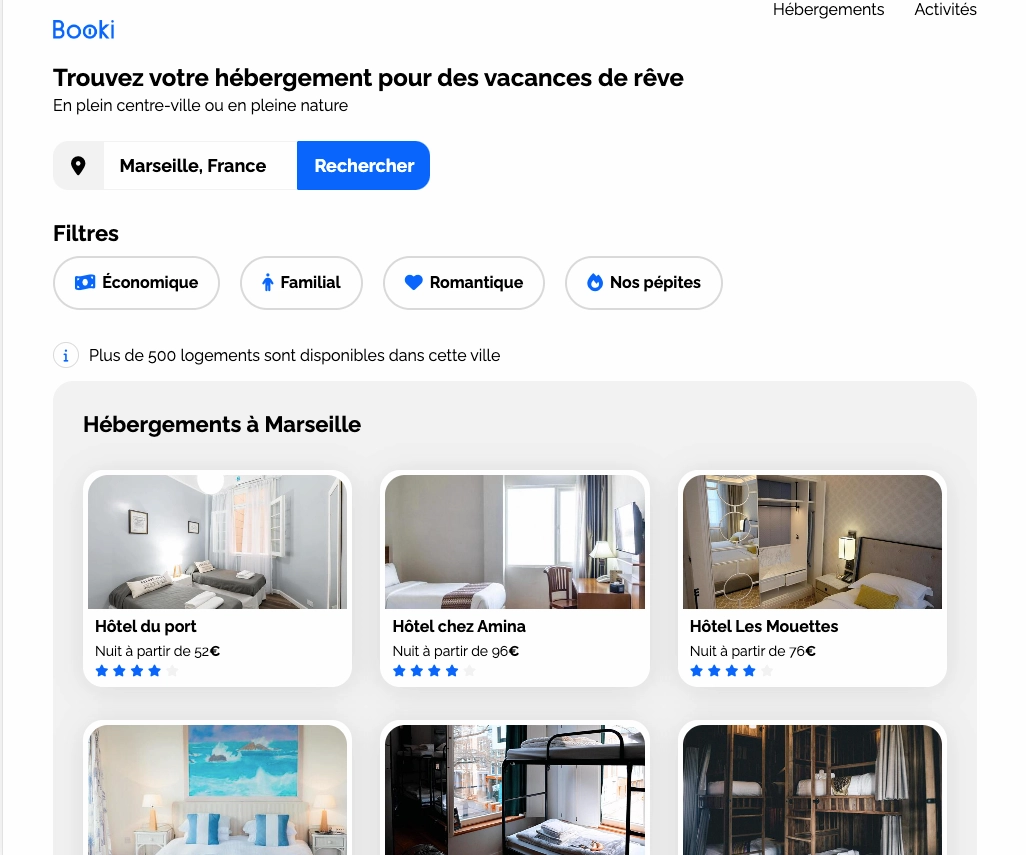 Hébergements Activités
Booki
Trouvez votre hébergement pour des vacances de rêve
En plein centre-ville ou en pleine nature
Marseille, France Rechercher
Filtres
Économique Familial Romantique Nos pépites
Plus de 500 logements sont disponibles dans cette ville
Hébergements à Marseille
Hôtel du port
Nuit à partir de 52€
Hôtel chez Amina
Nuit à partir de 96€
Hôtel Les Mouettes
Nuit à partir de 76€